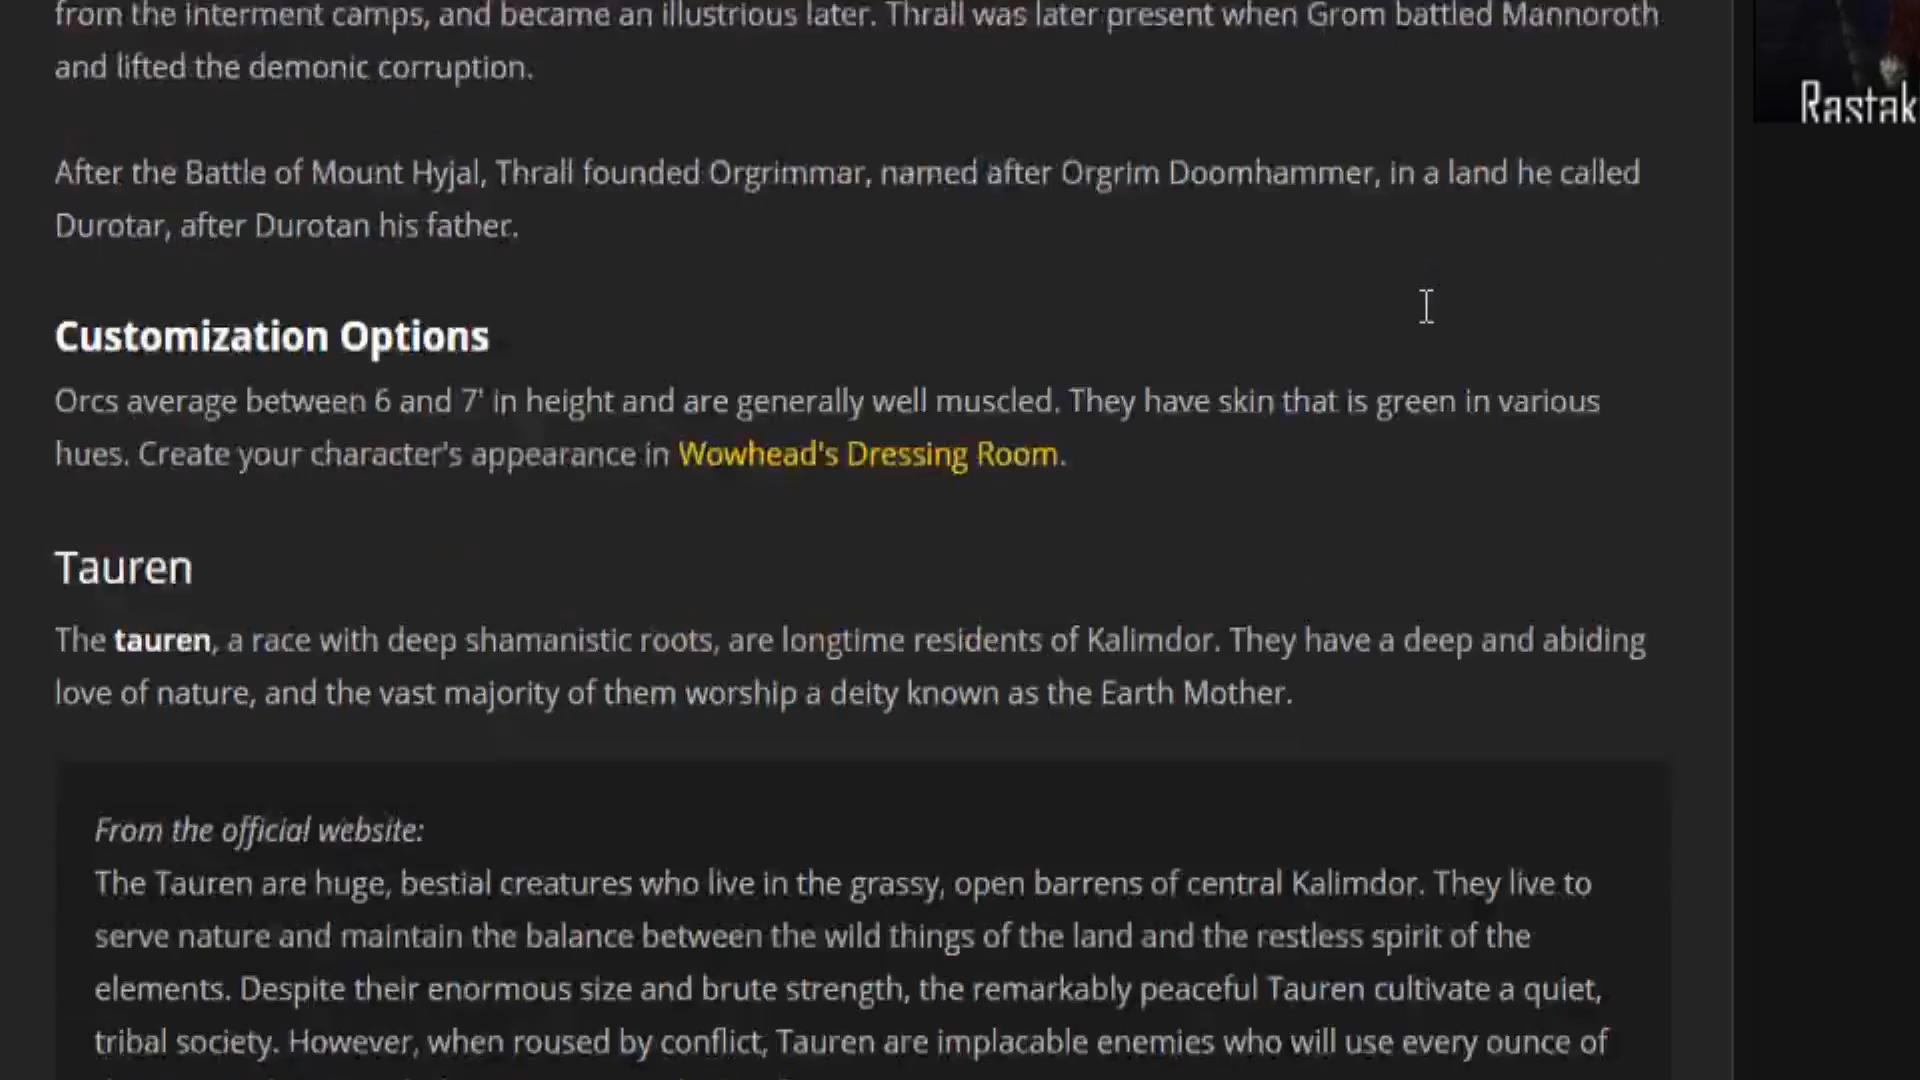 from the interment camps, and became an illustrious later. Thrall was later present when Grom battled Mannoroth
and lifted the demonic corruption.
After the Battle of Mount Hyjal, Thrall founded Orgrimmar, named after Orgrim Doomhammer, in a land he called
Durotar, after Durotan his father.
Customization Options
Orcs average between 6 and 7' in height and are generally well muscled. They have skin that is green in various
hues. Create your character's appearance in Wowhead's Dressing Room.
Tauren
The tauren, a race with deep shamanistic roots, are longtime residents of Kalimdor. They have a deep and abiding
love of nature, and the vast majority of them worship a deity known as the Earth Mother.
From the official website:
The Tauren are huge, bestial creatures who live in the grassy, open barrens of central Kalimdor. They live to
serve nature and maintain the balance between the wild things of the land and the restless spirit of the
elements. Despite their enormous size and brute strength, the remarkably peaceful Tauren cultivate a quiet,
tribal society. However, when roused by conflict, Tauren are implacable enemies who will use every ounce of
Rastak